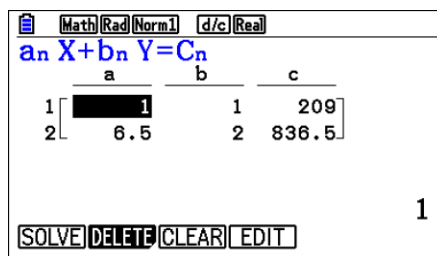 Math Rad Norm1 d/c Real
an X+bn Y=Cn
a b c
1 1 1 209
2 6.5 2 836.5
1
SOLVE DELETE CLEAR EDIT